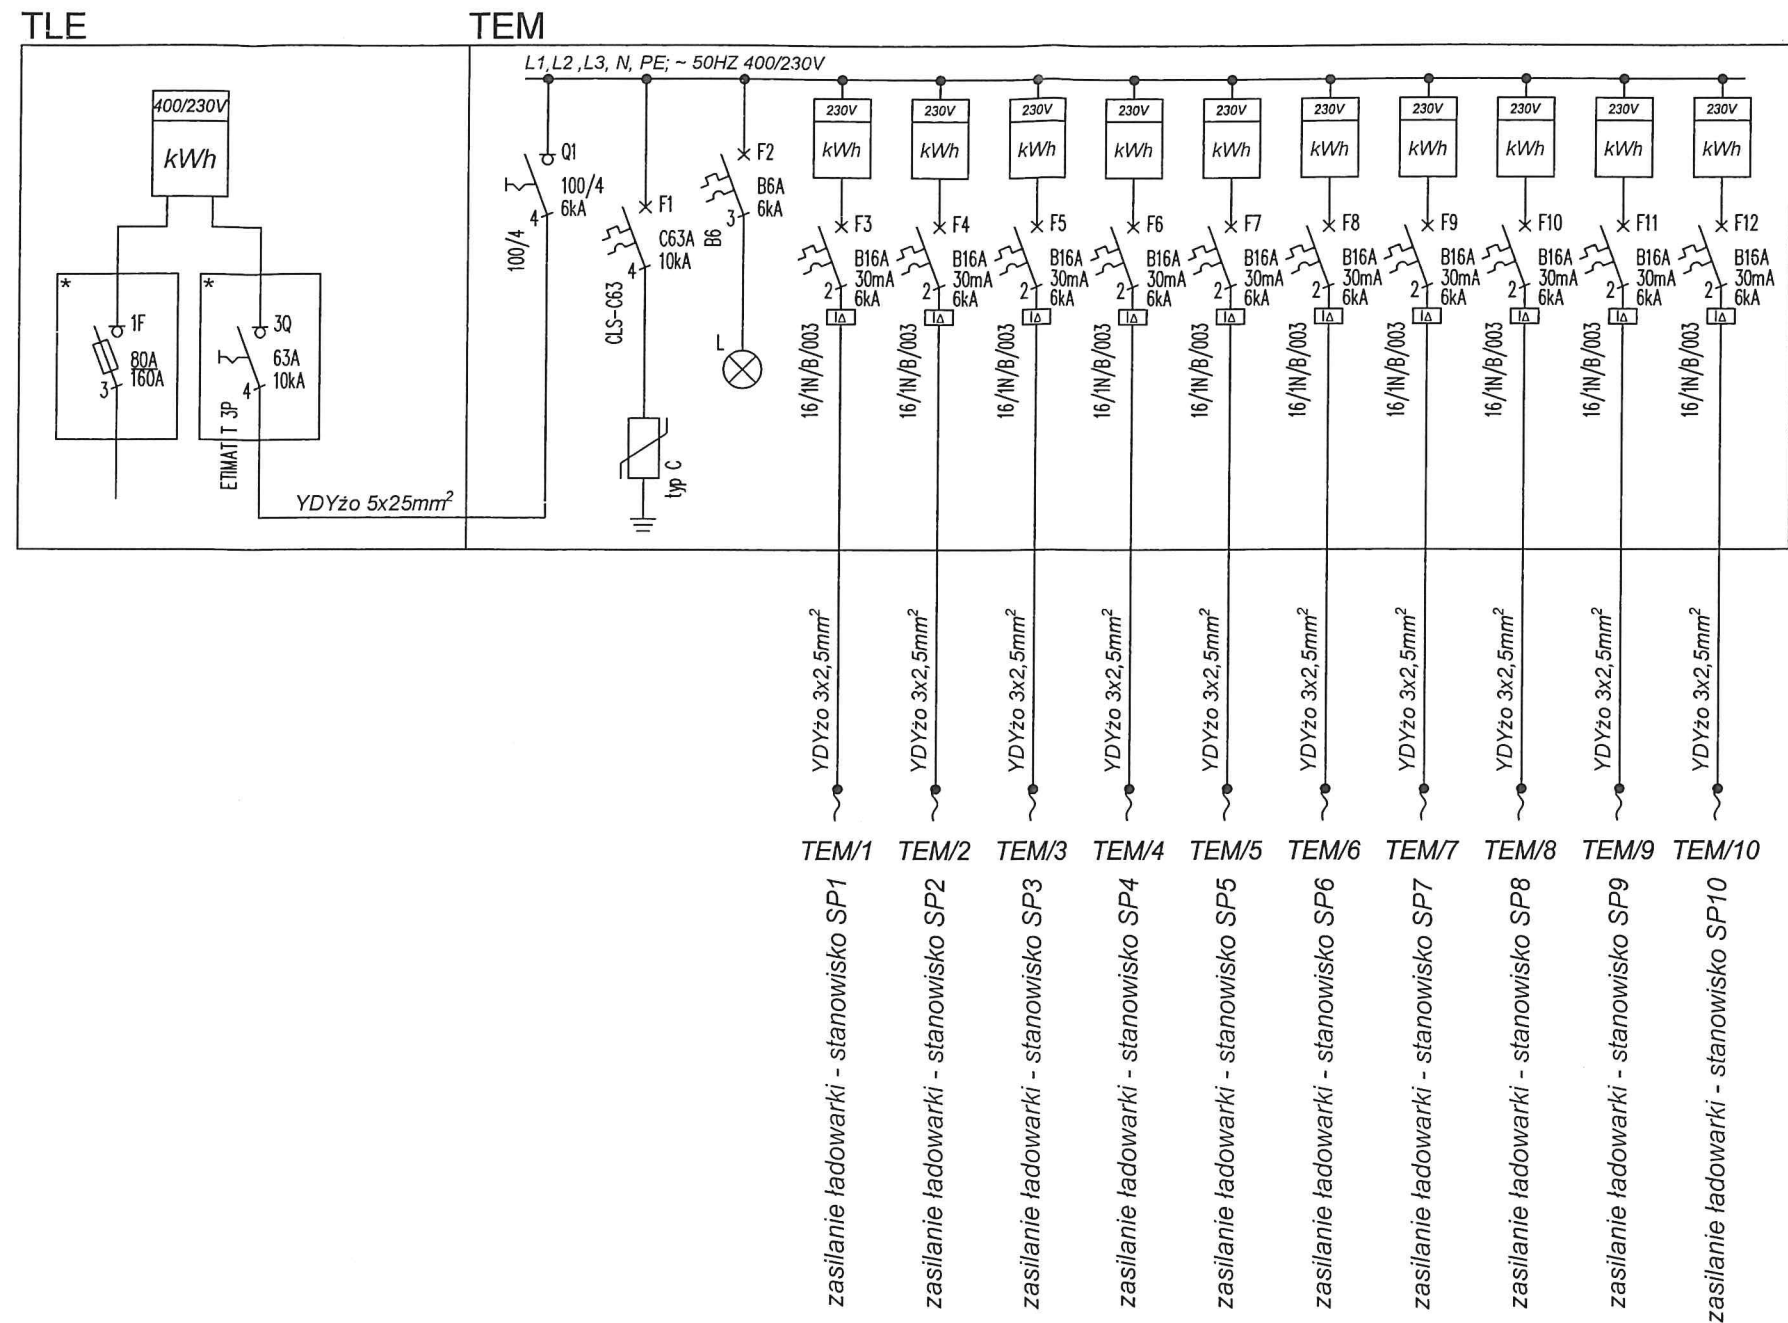 TLE
TEM
L1,L2 ,L3, N, PE; ~ 50HZ 400/230V
400/230V
kWh
*
1F
80A
160A
3
*
3Q
63A
10kA
4
ETIMAT T 3P
YDYżo 5x25mm²
Q1
100/4
6kA
4
100/4
F1
C63A
10kA
4
CLS-C63
typ C
F2
B6A
6kA
3
B6
L
230V
kWh
F3
B16A
30mA
6kA
2
I∆
16/1N/B/003
YDYżo 3x2,5mm²
TEM/1
zasilanie ładowarki - stanowisko SP1
230V
kWh
F4
B16A
30mA
6kA
2
I∆
16/1N/B/003
YDYżo 3x2,5mm²
TEM/2
zasilanie ładowarki - stanowisko SP2
230V
kWh
F5
B16A
30mA
6kA
2
I∆
16/1N/B/003
YDYżo 3x2,5mm²
TEM/3
zasilanie ładowarki - stanowisko SP3
230V
kWh
F6
B16A
30mA
6kA
2
I∆
16/1N/B/003
YDYżo 3x2,5mm²
TEM/4
zasilanie ładowarki - stanowisko SP4
230V
kWh
F7
B16A
30mA
6kA
2
I∆
16/1N/B/003
YDYżo 3x2,5mm²
TEM/5
zasilanie ładowarki - stanowisko SP5
230V
kWh
F8
B16A
30mA
6kA
2
I∆
16/1N/B/003
YDYżo 3x2,5mm²
TEM/6
zasilanie ładowarki - stanowisko SP6
230V
kWh
F9
B16A
30mA
6kA
2
I∆
16/1N/B/003
YDYżo 3x2,5mm²
TEM/7
zasilanie ładowarki - stanowisko SP7
230V
kWh
F10
B16A
30mA
6kA
2
I∆
16/1N/B/003
YDYżo 3x2,5mm²
TEM/8
zasilanie ładowarki - stanowisko SP8
230V
kWh
F11
B16A
30mA
6kA
2
I∆
16/1N/B/003
YDYżo 3x2,5mm²
TEM/9
zasilanie ładowarki - stanowisko SP9
230V
kWh
F12
B16A
30mA
6kA
2
I∆
16/1N/B/003
YDYżo 3x2,5mm²
TEM/10
zasilanie ładowarki - stanowisko SP10